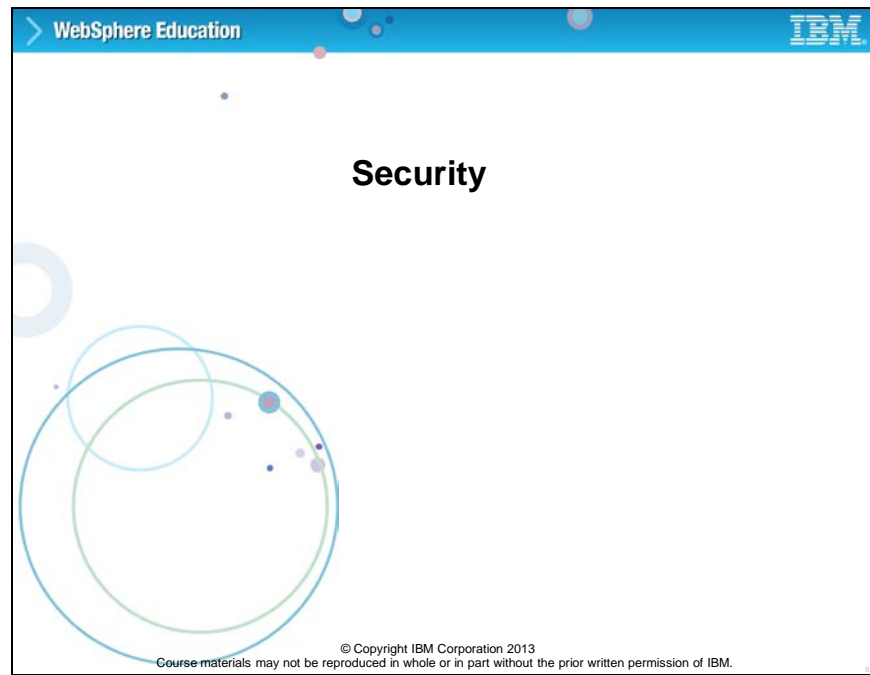 WebSphere Education
IBM.
Security
© Copyright IBM Corporation 2013
Course materials may not be reproduced in whole or in part without the prior written permission of IBM.